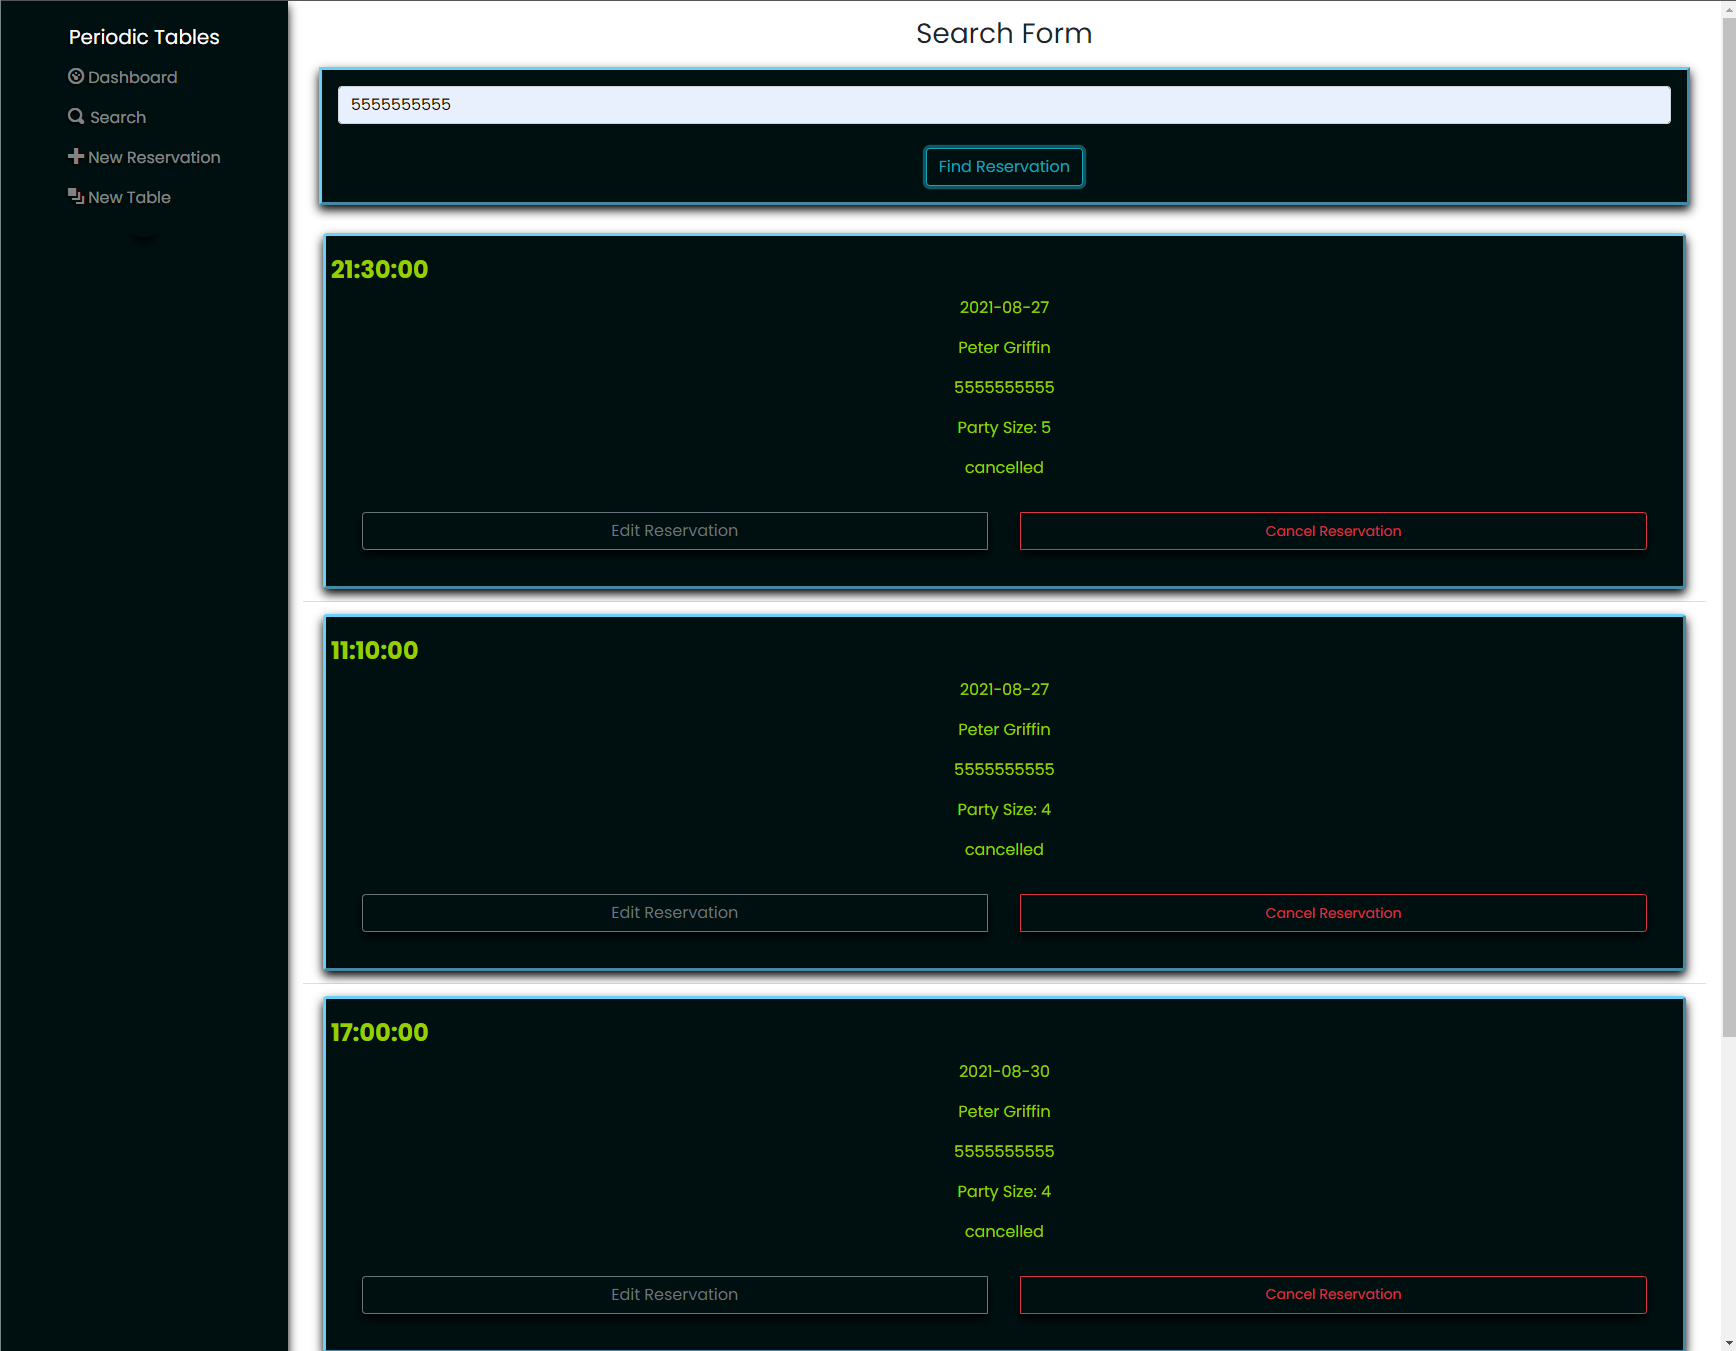 Periodic Tables
Dashboard
Search
New Reservation
New Table
Search Form
5555555555
Find Reservation
21:30:00
2021-08-27
Peter Griffin
5555555555
Party Size: 5
cancelled
Edit Reservation
Cancel Reservation
11:10:00
2021-08-27
Peter Griffin
5555555555
Party Size: 4
cancelled
Edit Reservation
Cancel Reservation
17:00:00
2021-08-30
Peter Griffin
5555555555
Party Size: 4
cancelled
Edit Reservation
Cancel Reservation